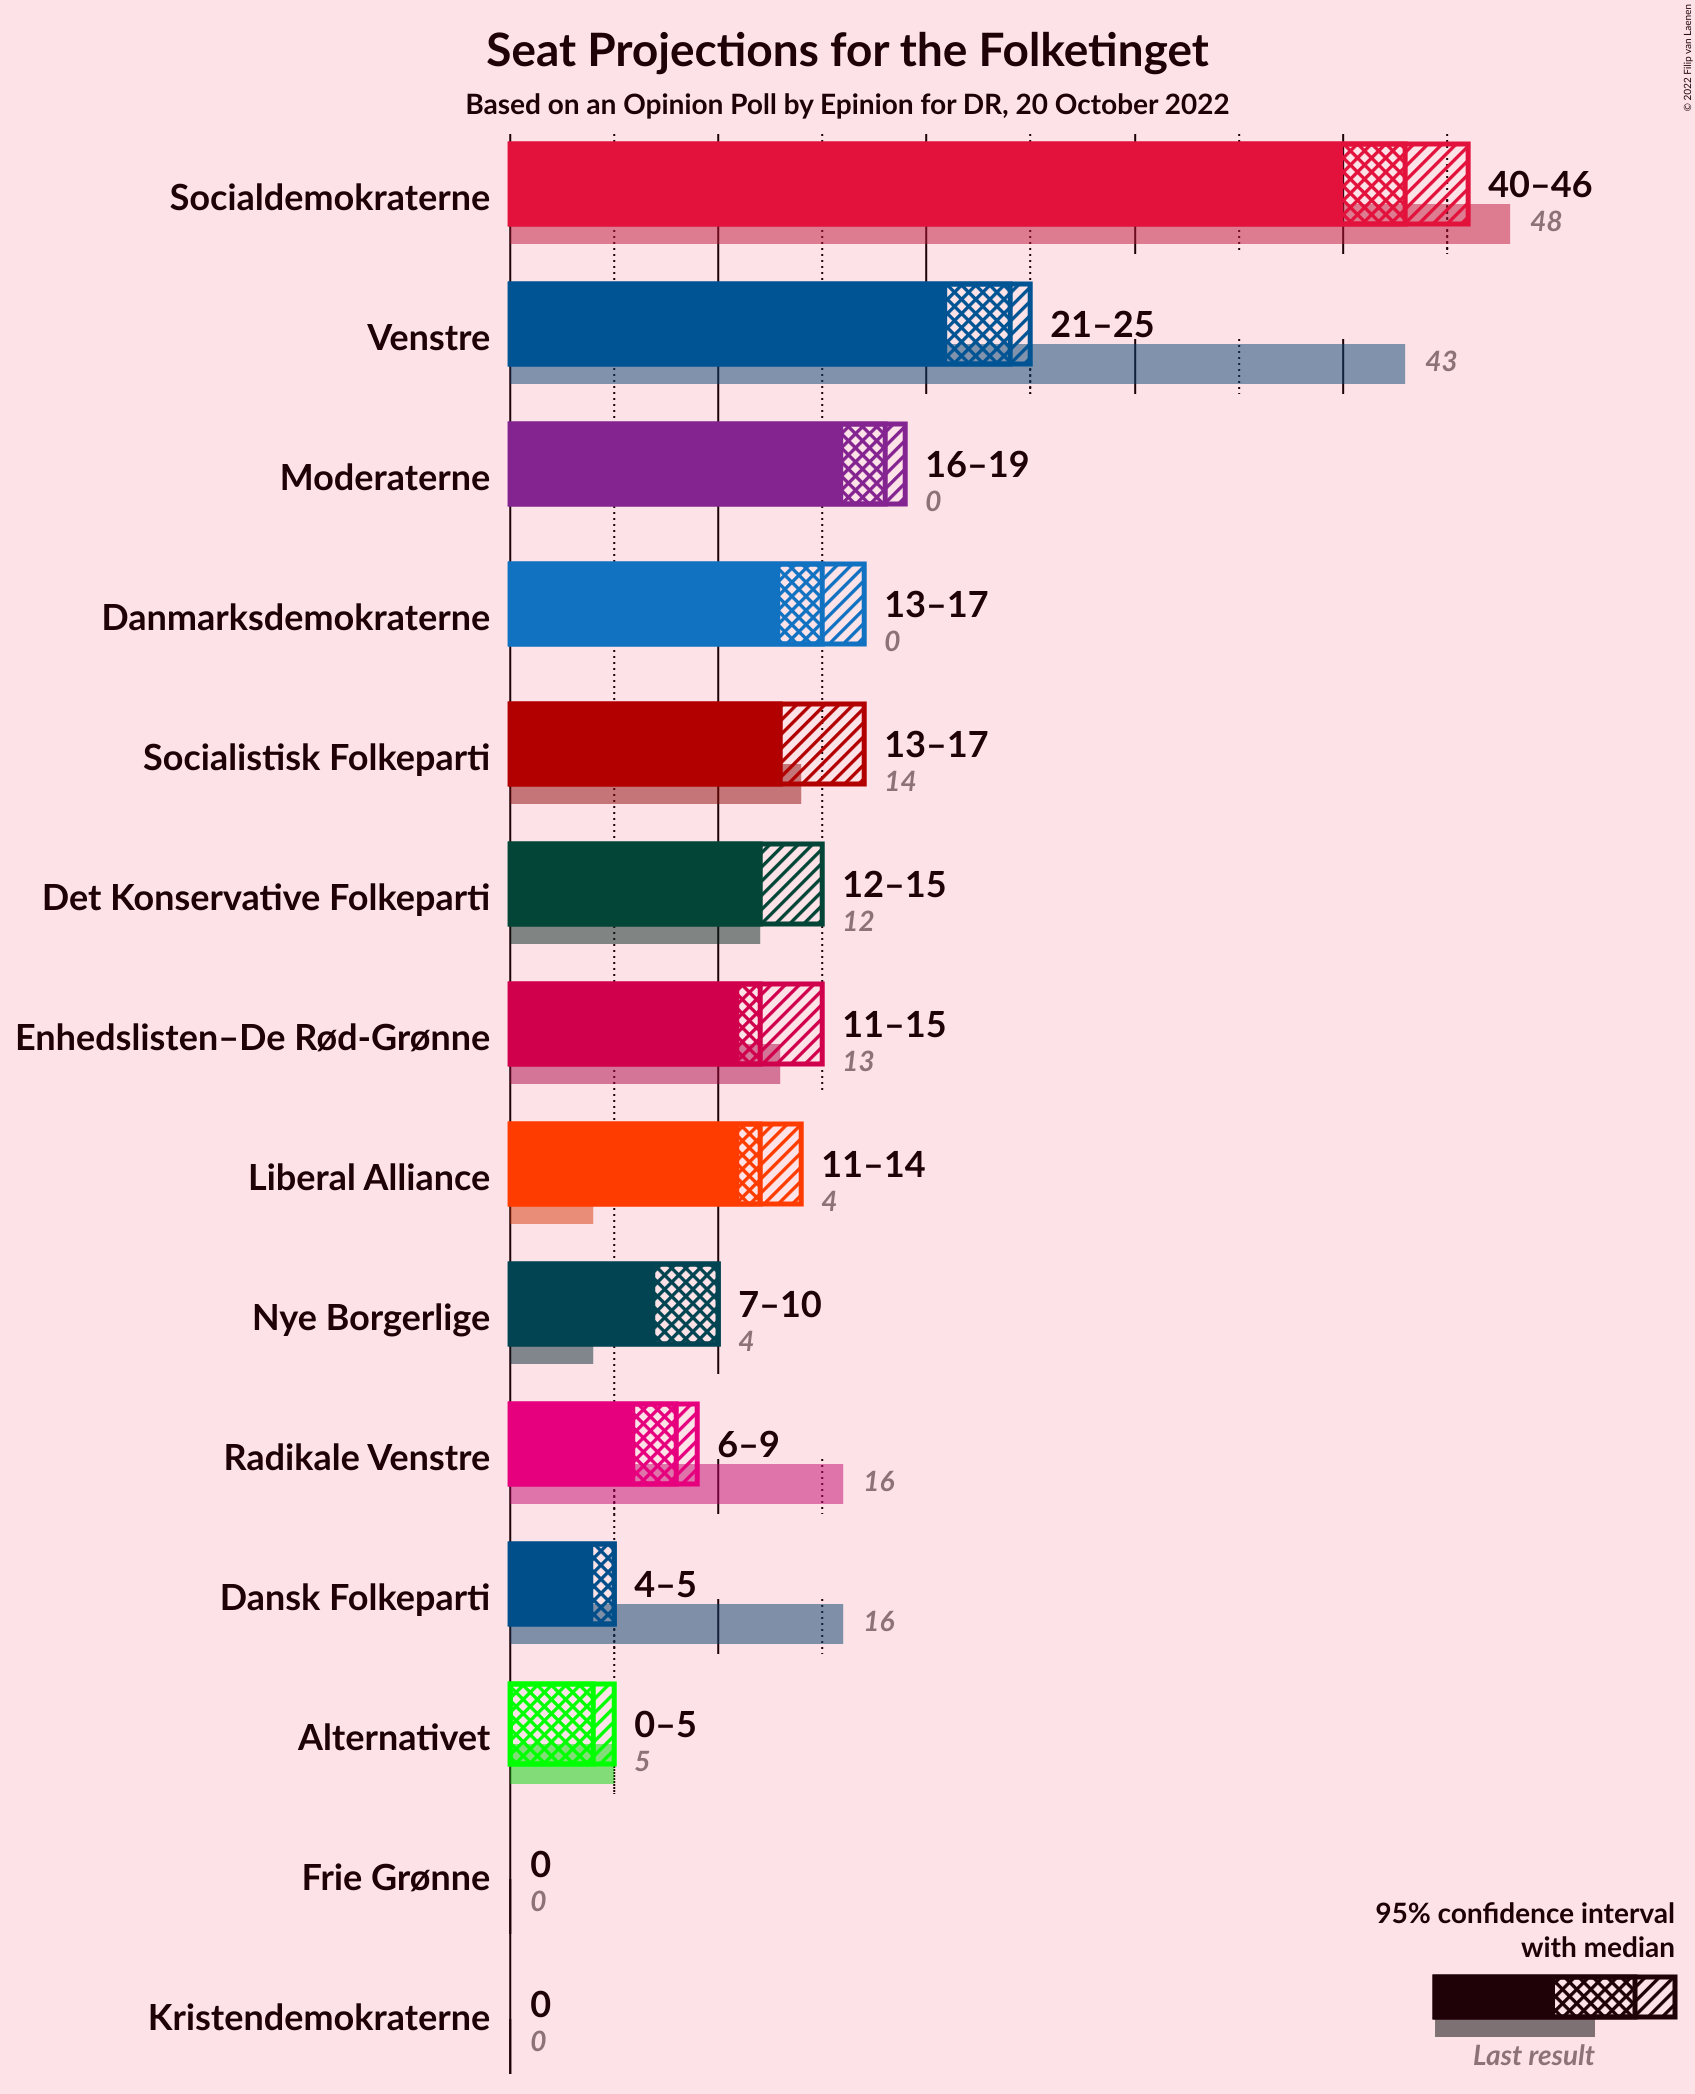 Seat Projections for the Folketinget
Based on an Opinion Poll by Epinion for DR, 20 October 2022
© 2022 Filip van Laenen
Socialdemokraterne
40–46
48
Venstre
21–25
43
Moderaterne
16–19
0
Danmarksdemokraterne
13–17
0
Socialistisk Folkeparti
13–17
14
Det Konservative Folkeparti
12–15
12
Enhedslisten–De Rød-Grønne
11–15
13
Liberal Alliance
11–14
4
Nye Borgerlige
7–10
4
Radikale Venstre
6–9
16
Dansk Folkeparti
4–5
16
Alternativet
0–5
5
Frie Grønne
0
0
Kristendemokraterne
0
0
95% confidence interval
with median
Last result